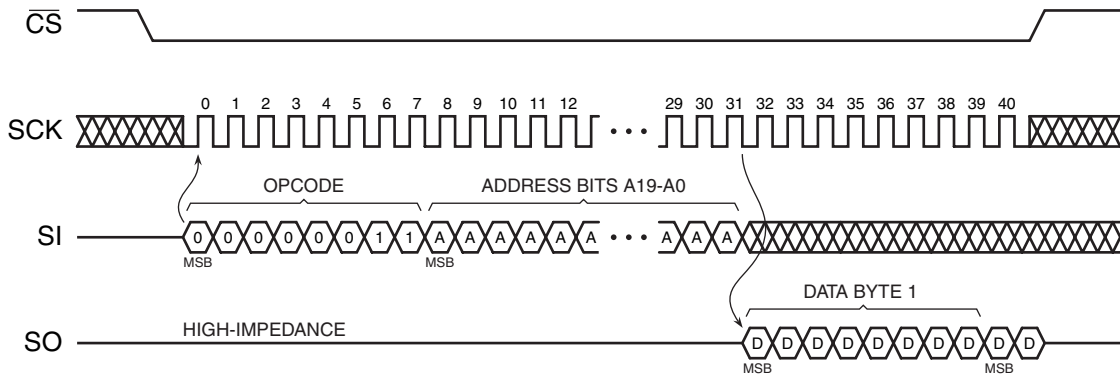 CS
0 1 2 3 4 5 6 7 8 9 10 11 12 29 30 31 32 33 34 35 36 37 38 39 40
SCK
OPCODE ADDRESS BITS A19-A0
SI 0 0 0 0 0 0 1 1 A A A A A A A A A
MSB MSB
DATA BYTE 1
HIGH-IMPEDANCE
SO D D D D D D D D D D
MSB MSB